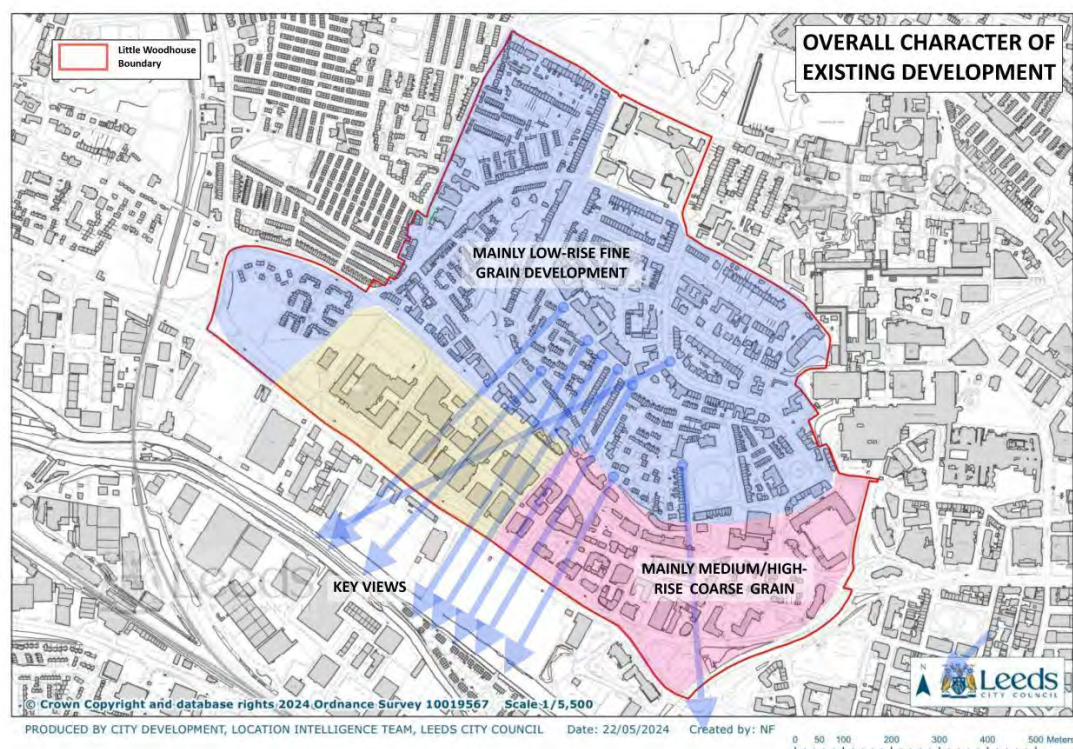 Little Woodhouse
Boundary
OVERALL CHARACTER OF
EXISTING DEVELOPMENT
MAINLY LOW-RISE FINE
GRAIN DEVELOPMENT
KEY VIEWS
MAINLY MEDIUM/HIGH-
RISE COARSE GRAIN
N
Leeds
CITY COUNCIL
© Crown Copyright and database rights 2024 Ordnance Survey 10019567 Scale 1/5,500
PRODUCED BY CITY DEVELOPMENT, LOCATION INTELLIGENCE TEAM, LEEDS CITY COUNCIL Date: 22/05/2024 Created by: NF
0 50 100 200 300 400 500 Meters